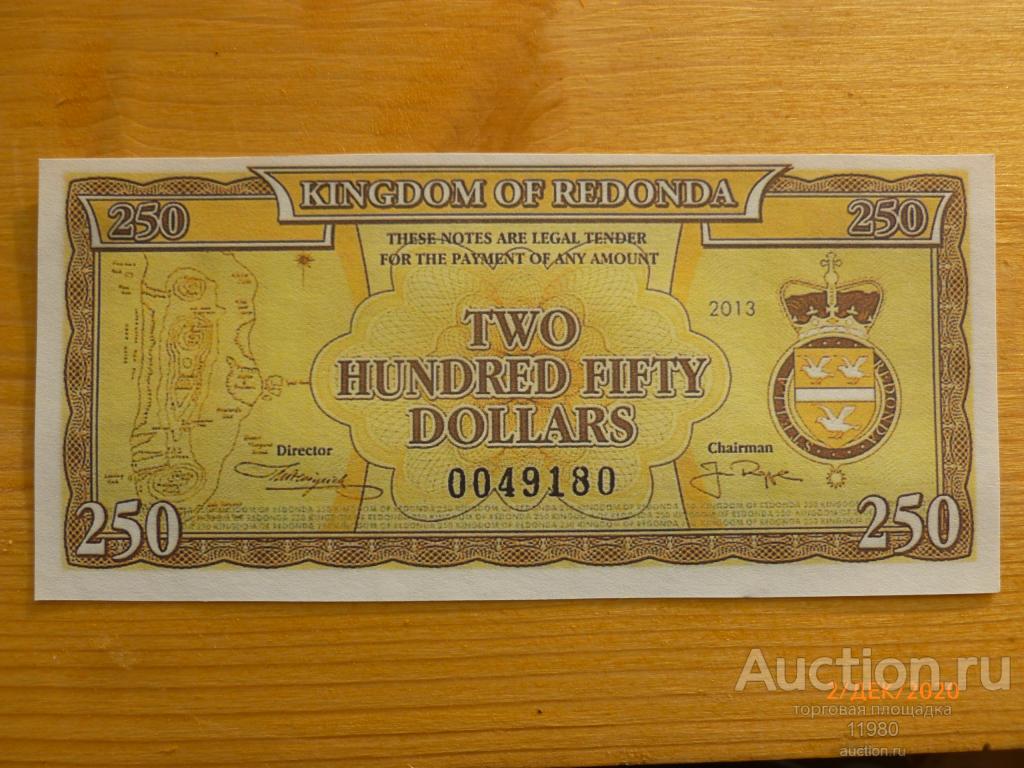 KINGDOM OF REDONDA
250
250
THESE NOTES ARE LEGAL TENDER
FOR THE PAYMENT OF ANY AMOUNT
2013
TWO
HUNDRED FIFTY
DOLLARS
REDONDA
Director
Chairman
0049180
250
250
Auction.ru
2/ДЕК/2020
торговая площадка
11980
auction.ru